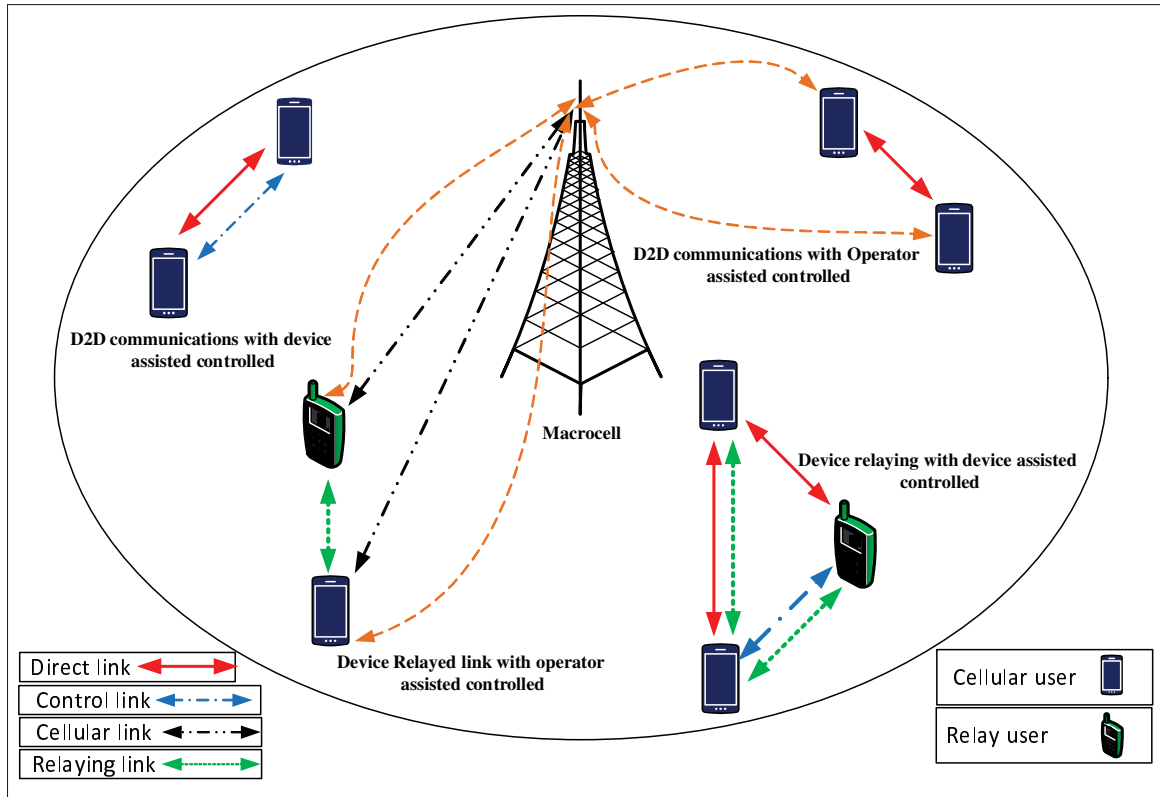 D2D communications with device
assisted controlled
D2D communications with Operator
assisted controlled
Macrocell
Device relaying with device assisted
controlled
Device Relayed link with operator
assisted controlled
Direct link
Control link
Cellular link
Relaying link
Cellular user
Relay user